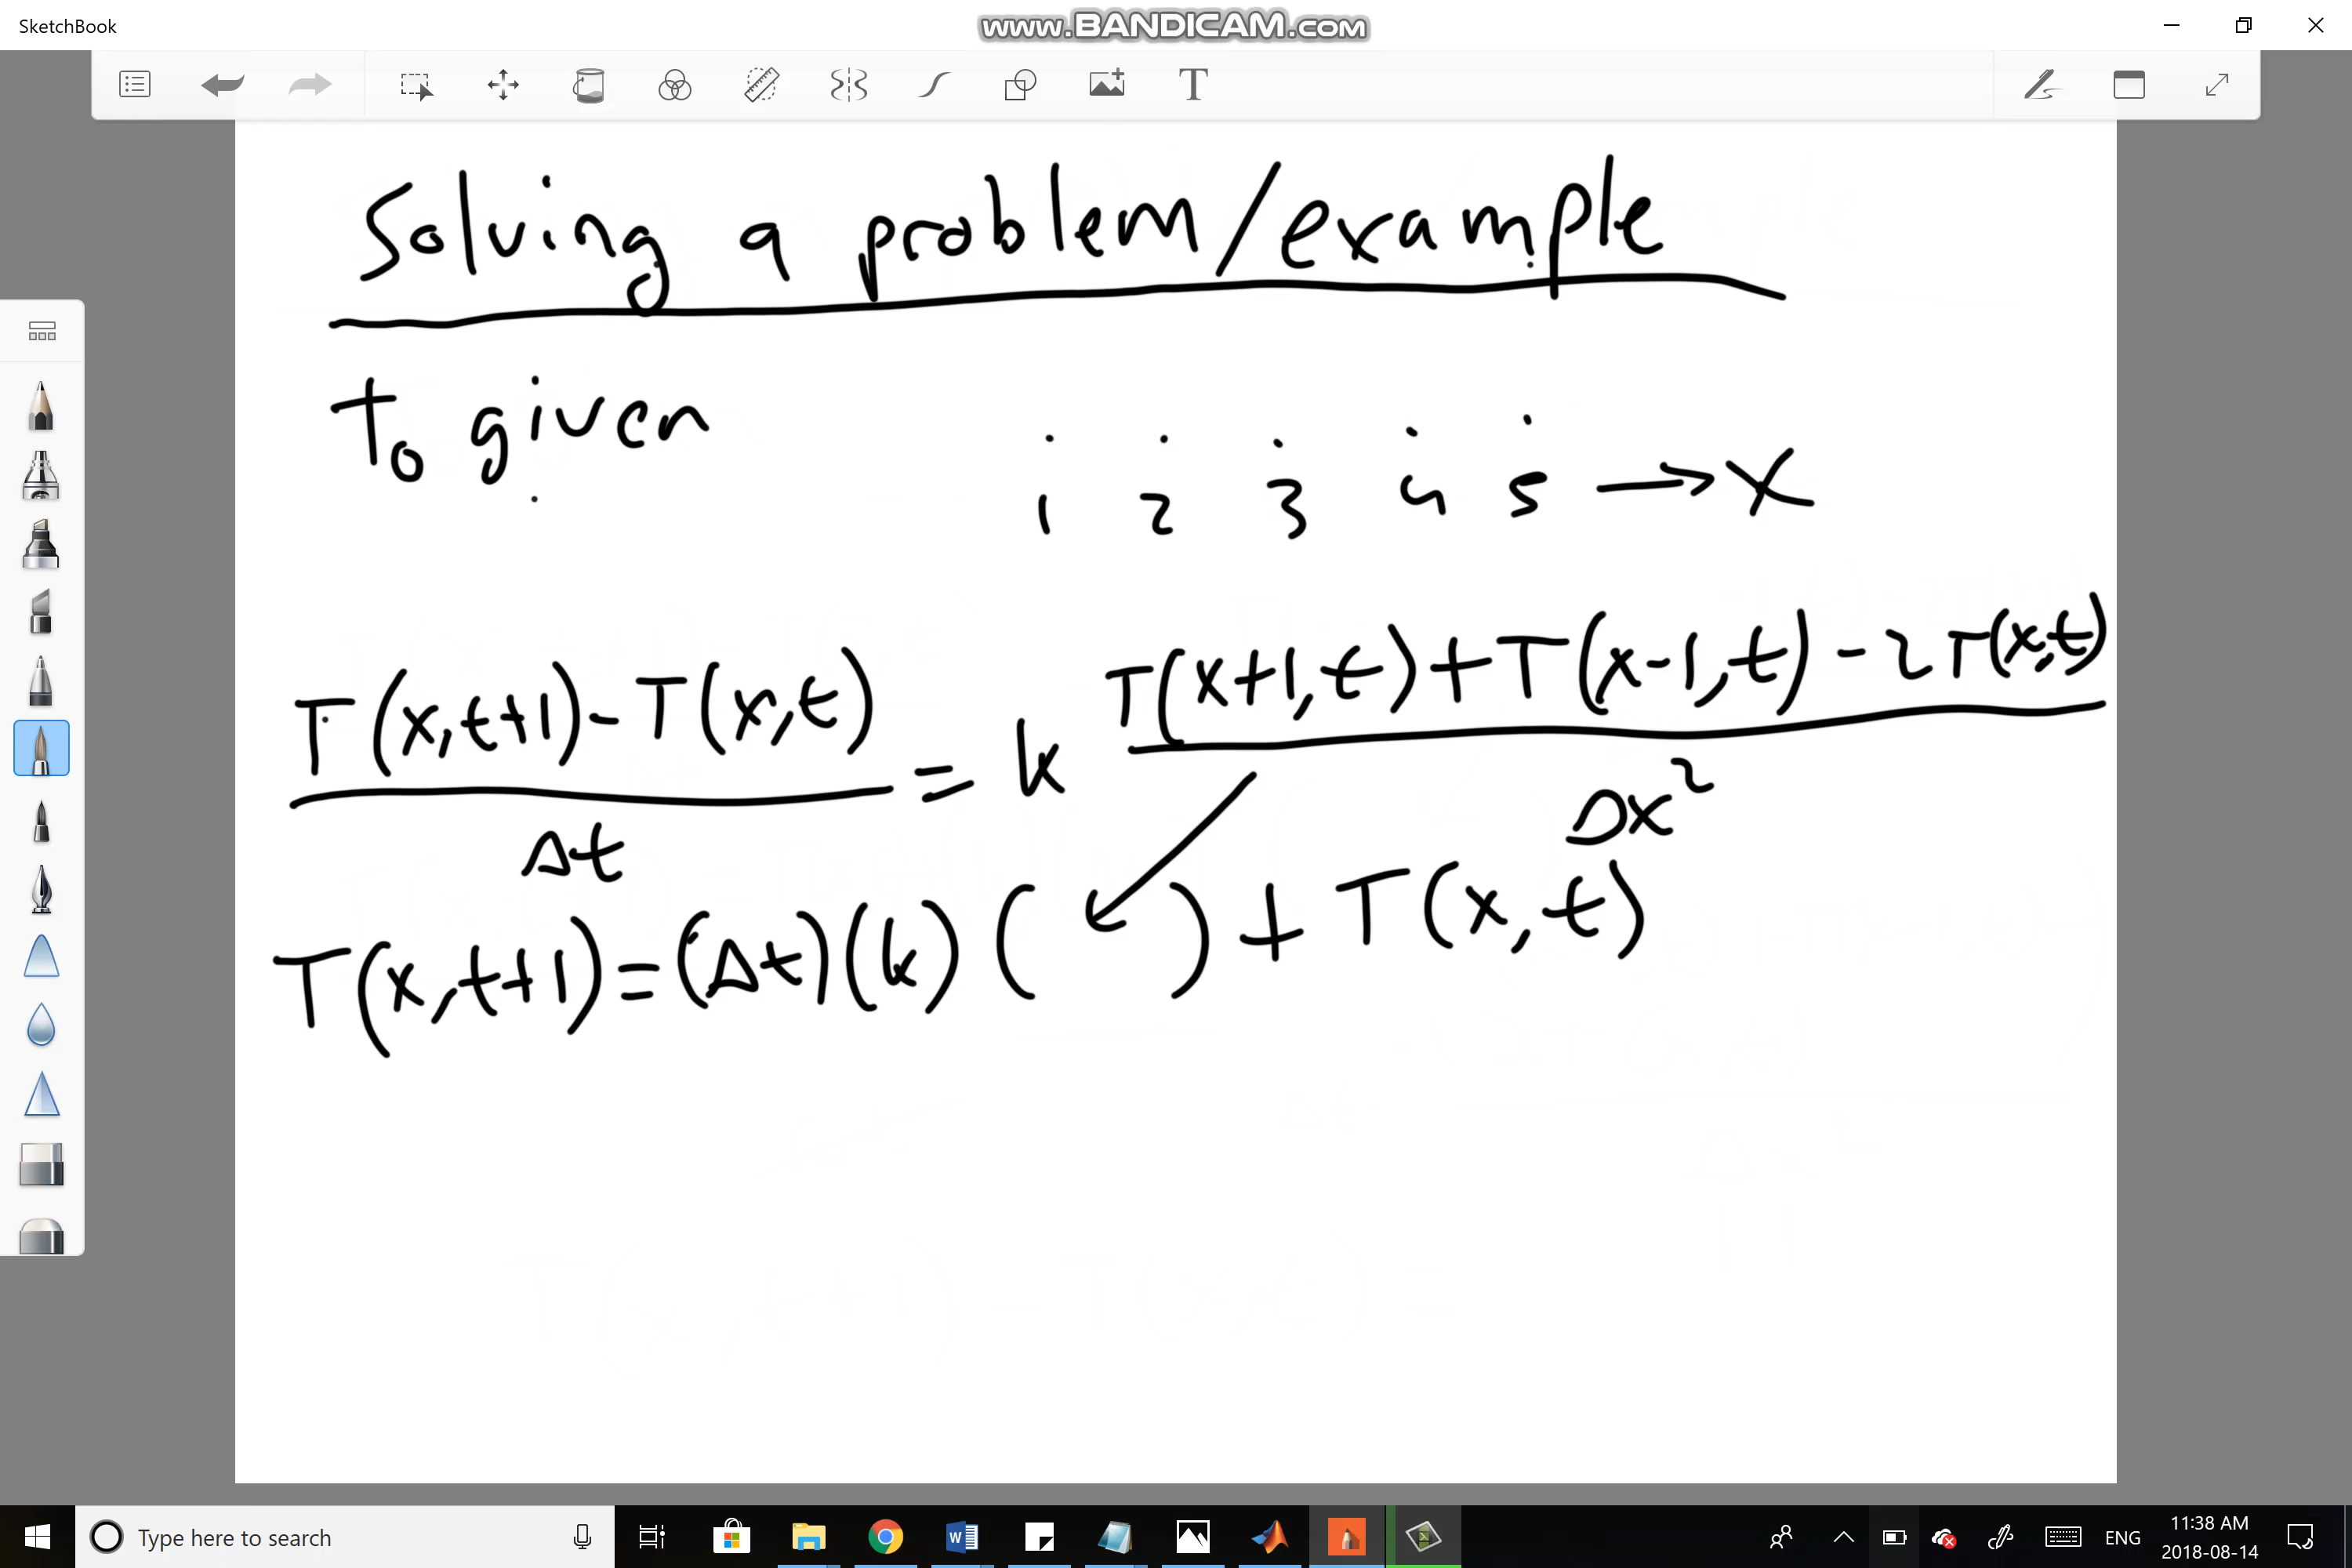 SketchBook
www.BANDICAM.com
T
Solving a problem/example
T₀ given
1 2 3 4 5 → x
T(x,t+1)-T(x,t) = k T(x+1,t)+T(x-1,t)-2T(x,t)
Δt Δx²
T(x,t+1)=(Δt)(k)( )+T(x,t)
Type here to search
ENG
11:38 AM
2018-08-14